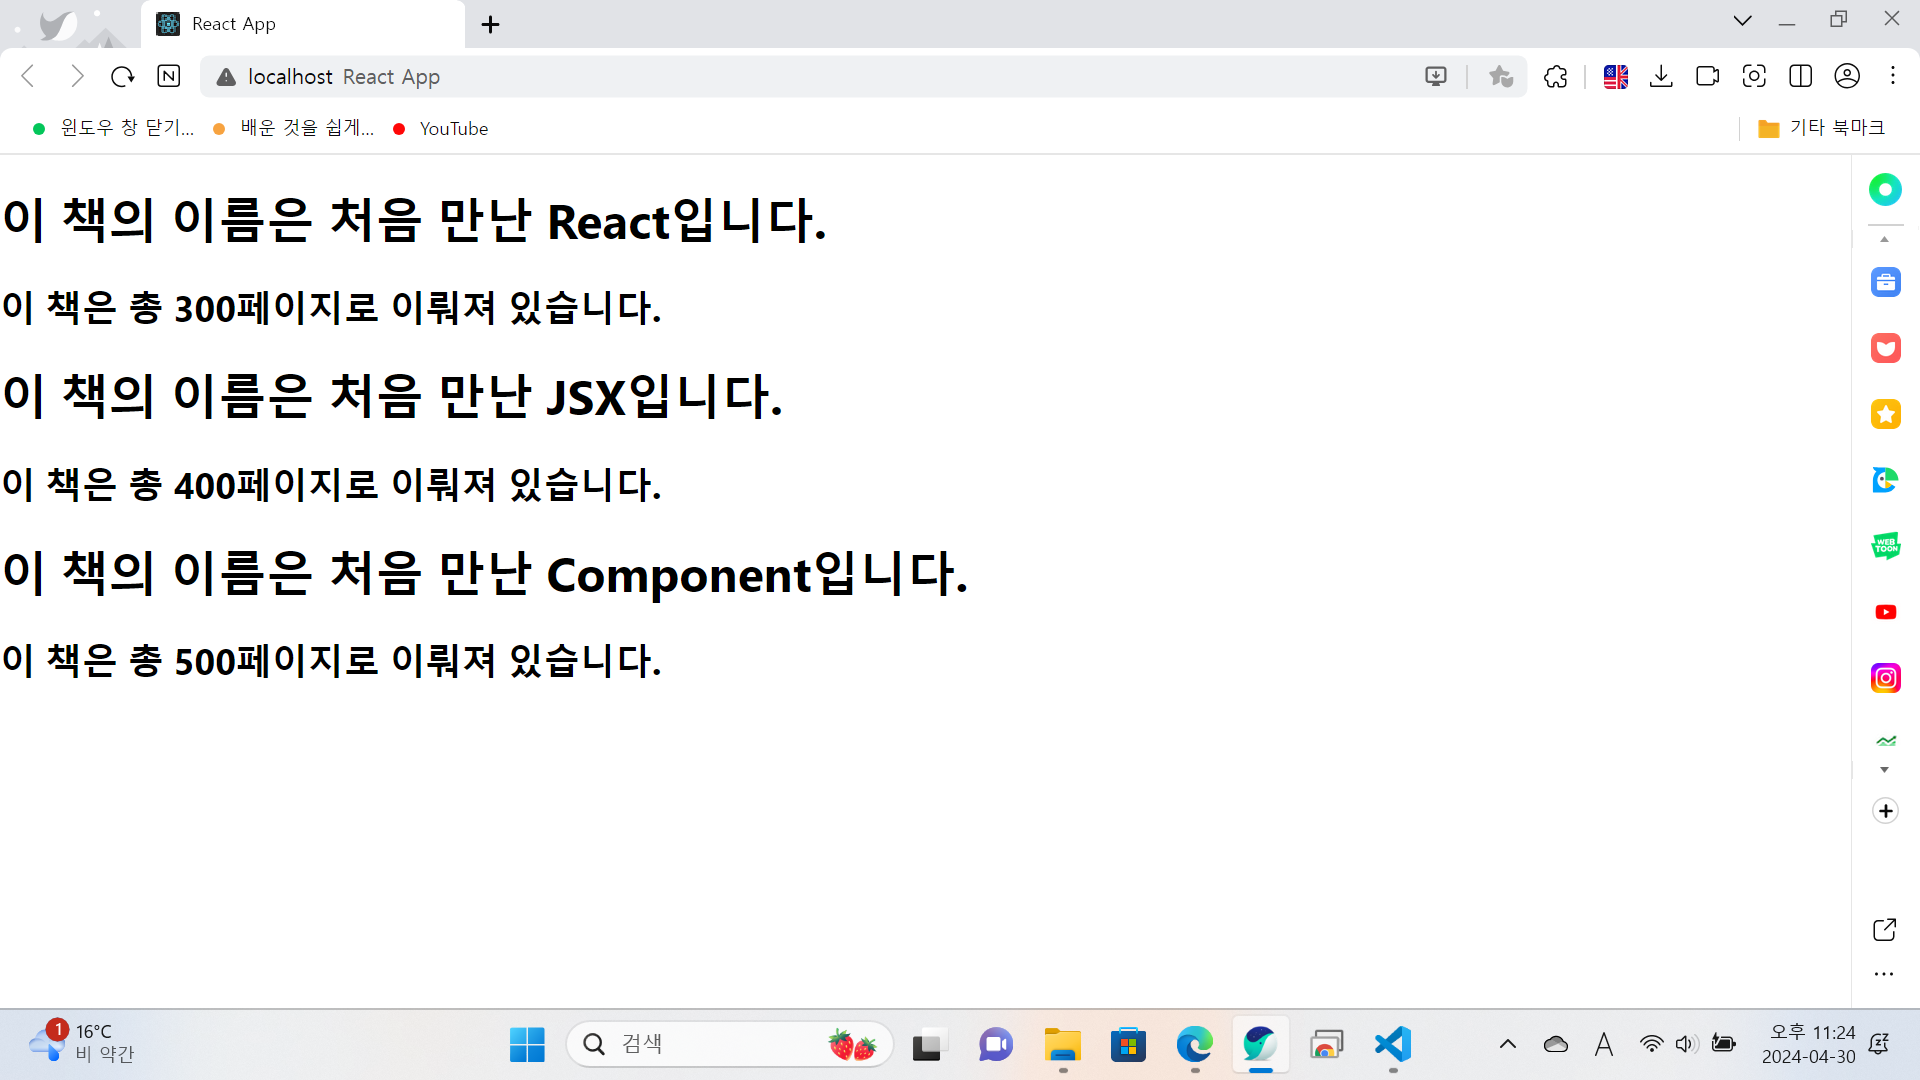 React App
localhost React App
윈도우 창 닫기...
배운 것을 쉽게...
YouTube
기타 북마크
이 책의 이름은 처음 만난 React입니다.
이 책은 총 300페이지로 이뤄져 있습니다.
이 책의 이름은 처음 만난 JSX입니다.
이 책은 총 400페이지로 이뤄져 있습니다.
이 책의 이름은 처음 만난 Component입니다.
이 책은 총 500페이지로 이뤄져 있습니다.
WEB
TOON
1
16°C
비 약간
검색
A
오후 11:24
2024-04-30